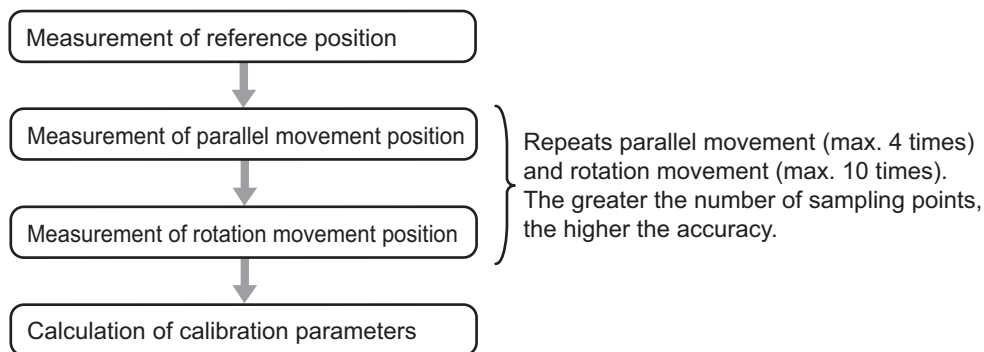 Measurement of reference position
Measurement of parallel movement position
Measurement of rotation movement position
Calculation of calibration parameters
Repeats parallel movement (max. 4 times)
and rotation movement (max. 10 times).
The greater the number of sampling points,
the higher the accuracy.